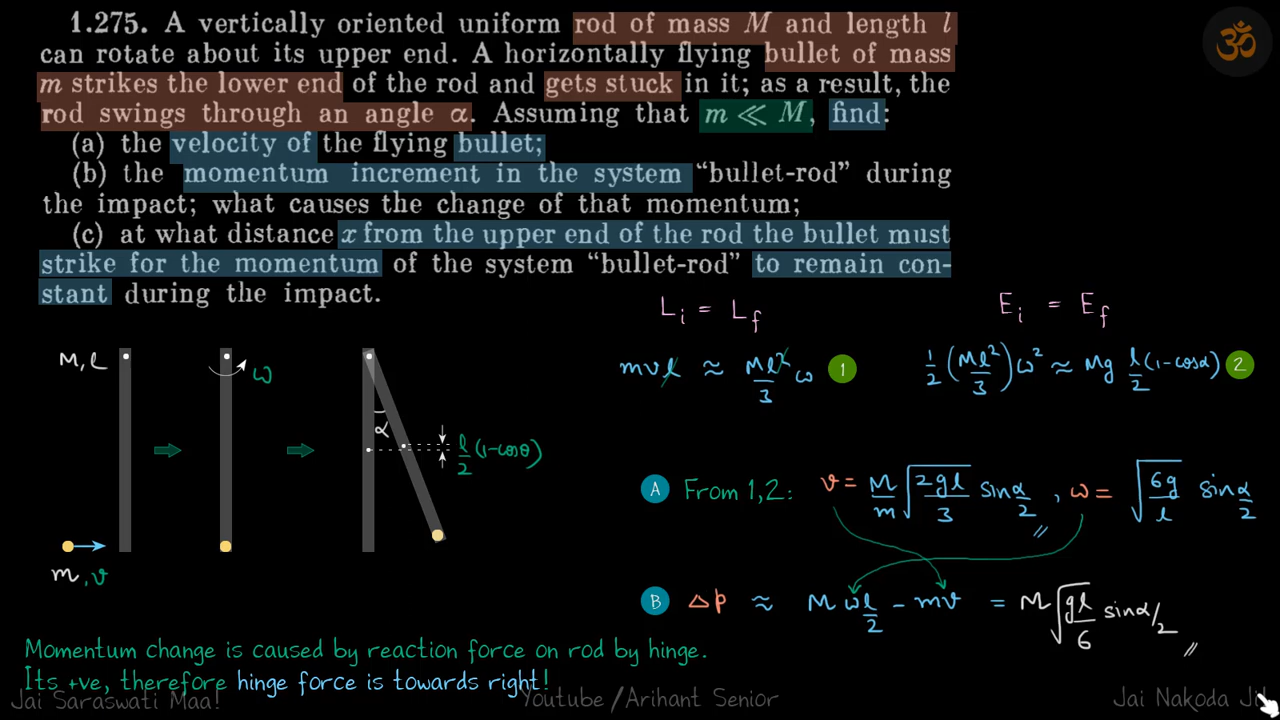 1.275. A vertically oriented uniform rod of mass M and length l
can rotate about its upper end. A horizontally flying bullet of mass
m strikes the lower end of the rod and gets stuck in it; as a result, the
rod swings through an angle α. Assuming that m ≪ M, find:
(a) the velocity of the flying bullet;
(b) the momentum increment in the system “bullet-rod” during
the impact; what causes the change of that momentum;
(c) at what distance x from the upper end of the rod the bullet must
strike for the momentum of the system “bullet-rod” to remain con-
stant during the impact.
ॐ
L_i = L_f
E_i = E_f
M, l
ω
α
l/2 (1-cosθ)
m, v
mvl ≈ Ml²/3 ω 1
1/2 (Ml²/3) ω² ≈ Mg l/2 (1-cosα) 2
A From 1,2: v = M/m √(2gl/3) sin α/2 , ω = √(6g/l) sin α/2
B Δp ≈ M ωl/2 - mv = M √(gl/6) sin α/2
Momentum change is caused by reaction force on rod by hinge.
Its +ve, therefore hinge force is towards right!
Jai Saraswati Maa!
Youtube /Arihant Senior
Jai Nakoda Ji